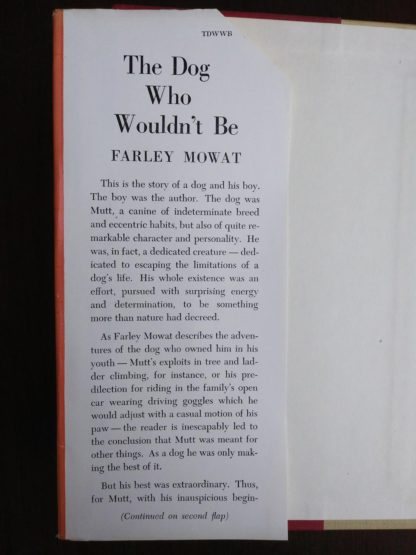 TDWWB
The Dog
Who
Wouldn't Be
FARLEY MOWAT
This is the story of a dog and his boy.
The boy was the author. The dog was
Mutt, a canine of indeterminate breed
and eccentric habits, but also of quite re-
markable character and personality. He
was, in fact, a dedicated creature — ded-
icated to escaping the limitations of a
dog's life. His whole existence was an
effort, pursued with surprising energy
and determination, to be something
more than nature had decreed.
As Farley Mowat describes the adven-
tures of the dog who owned him in his
youth — Mutt's exploits in tree and lad-
der climbing, for instance, or his pre-
dilection for riding in the family's open
car wearing driving goggles which he
would adjust with a casual motion of his
paw — the reader is inescapably led to
the conclusion that Mutt was meant for
other things. As a dog he was only mak-
ing the best of it.
But his best was extraordinary. Thus,
for Mutt, with his inauspicious begin-
(Continued on second flap)